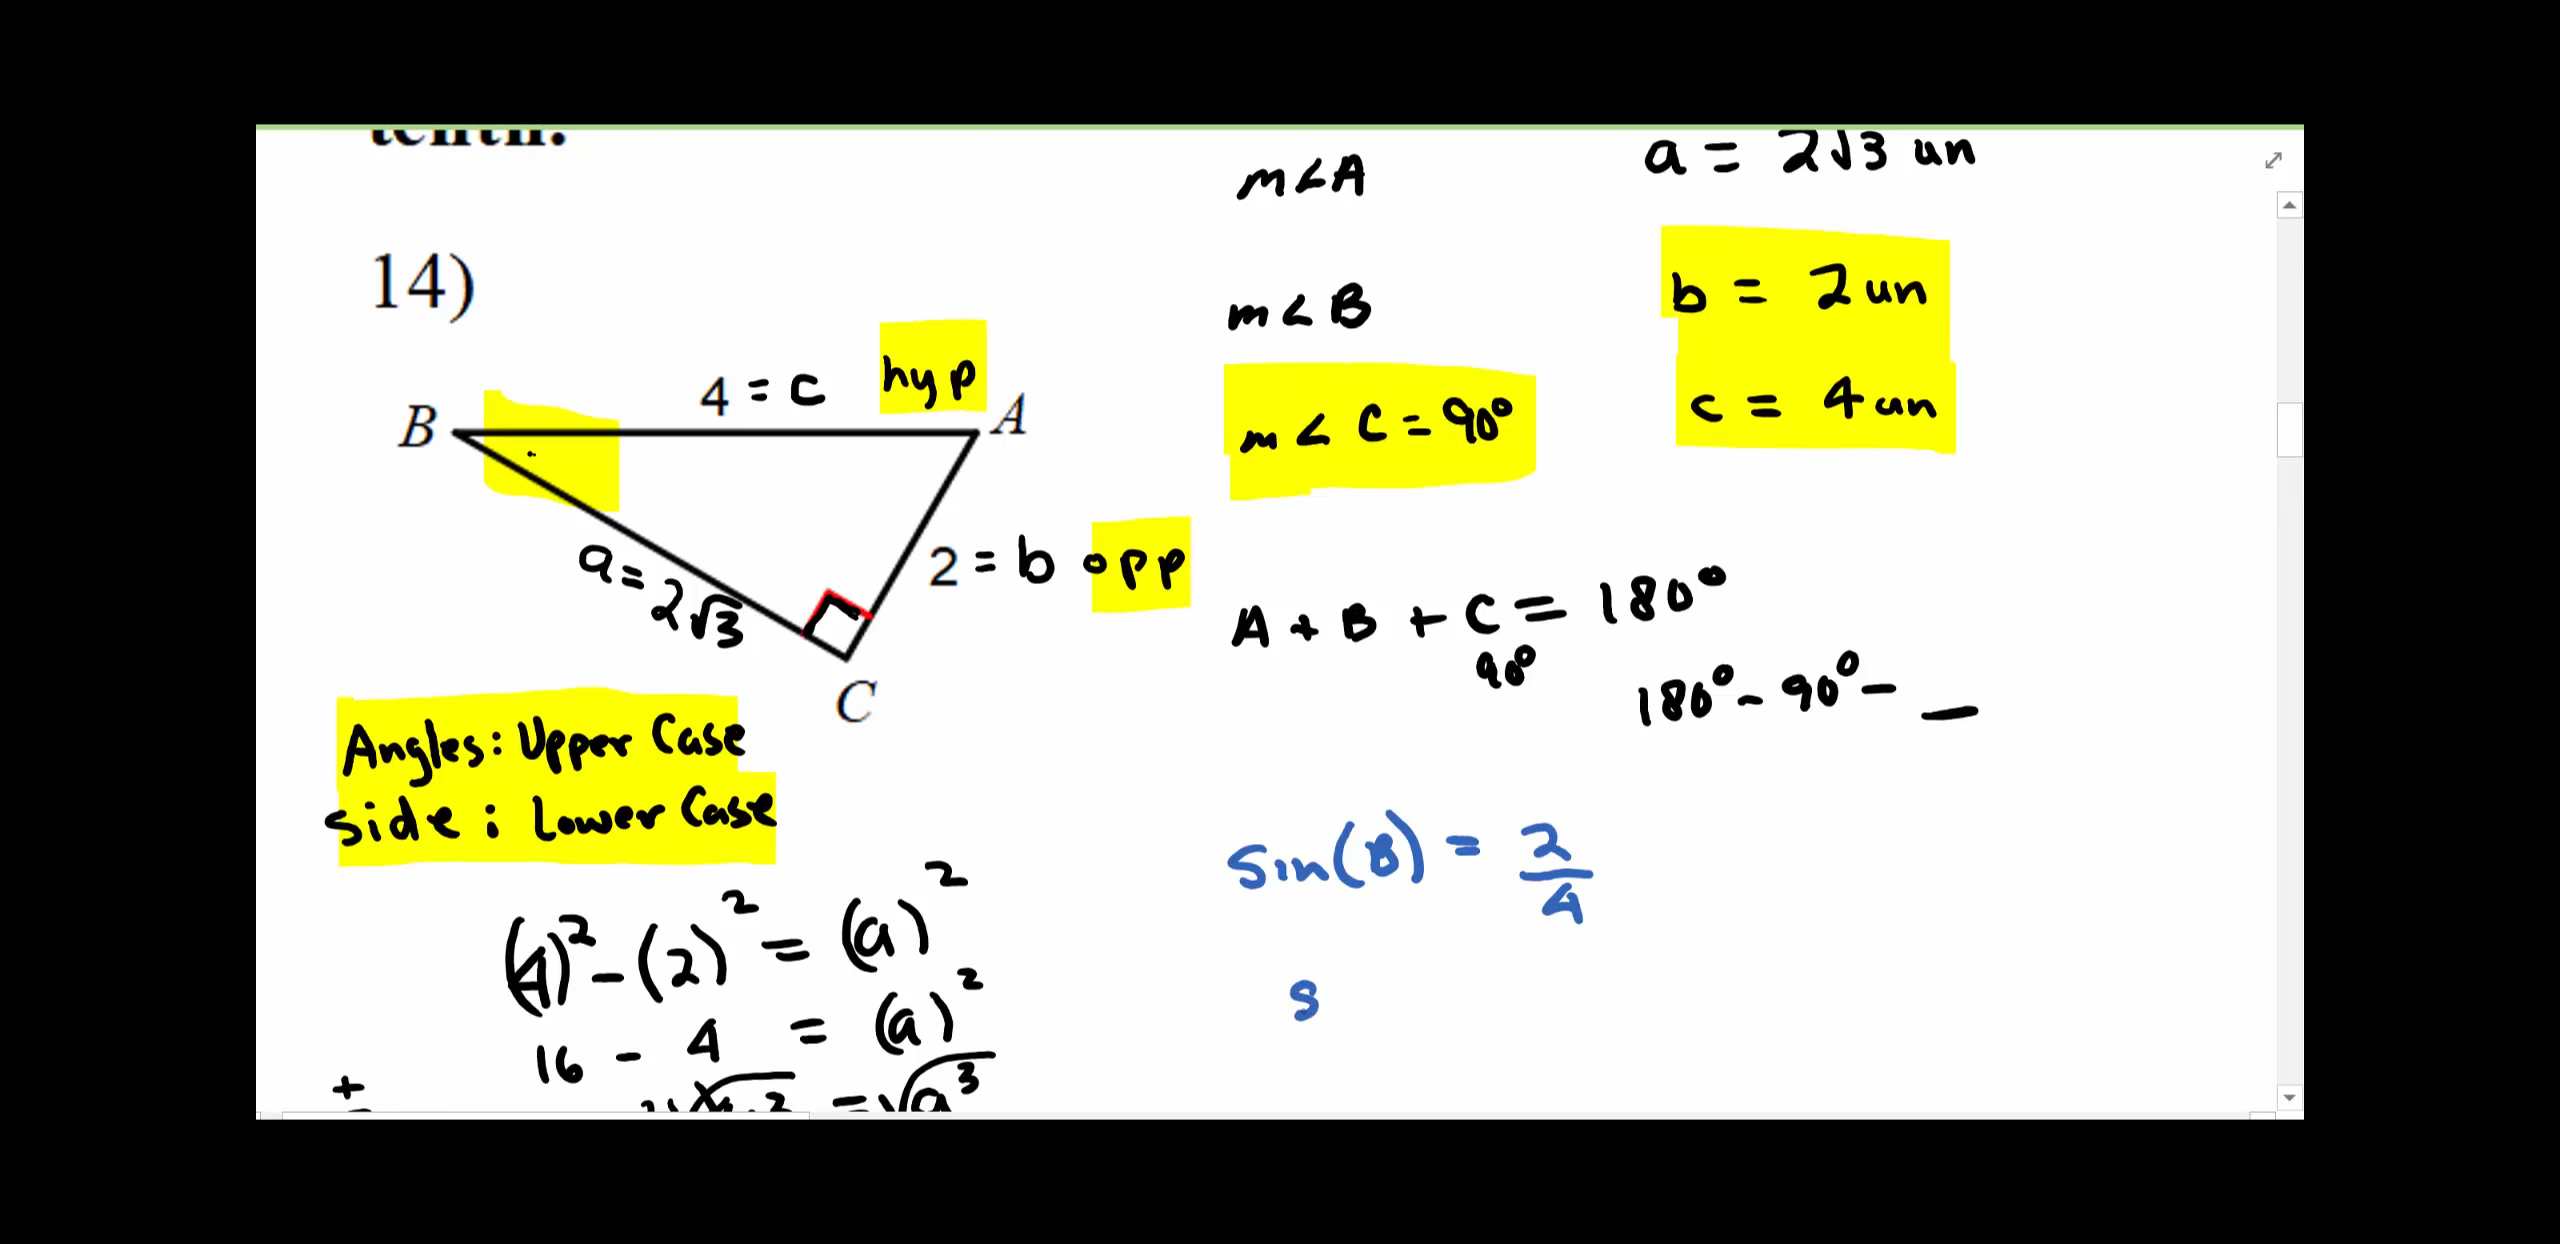 tenth.
14)
B
4 = c
hyp
A
a = 2√3
2 = b opp
C
Angles: Upper Case
side: Lower Case
(4)² - (2)² = (a)²
16 - 4 = (a)²
+
m∠A
a = 2√3 un
m∠B
b = 2 un
m∠C = 90°
c = 4 un
A + B + C = 180°
90°
180° - 90° - _
sin(B) = 2/4
s